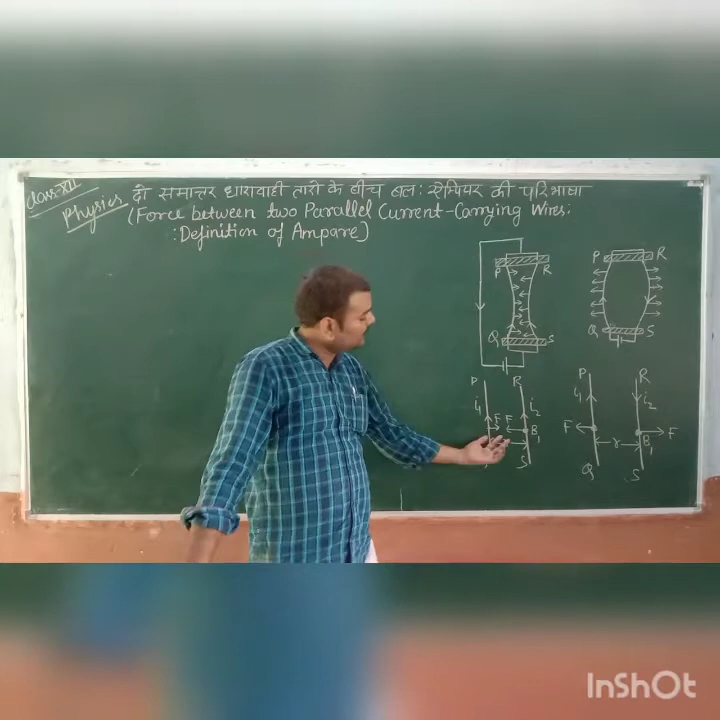 Class-XII
Physics
दो समान्तर धारावाही तारों के बीच बल: ऐम्पियर की परिभाषा
(Force between two Parallel Current-Carrying Wires:
:Definition of Ampare)
P R
Q S
P R
Q S
P R
i1 i2
F F
B1
S
P R
i1 i2
F F
r B1
Q S
InShOt